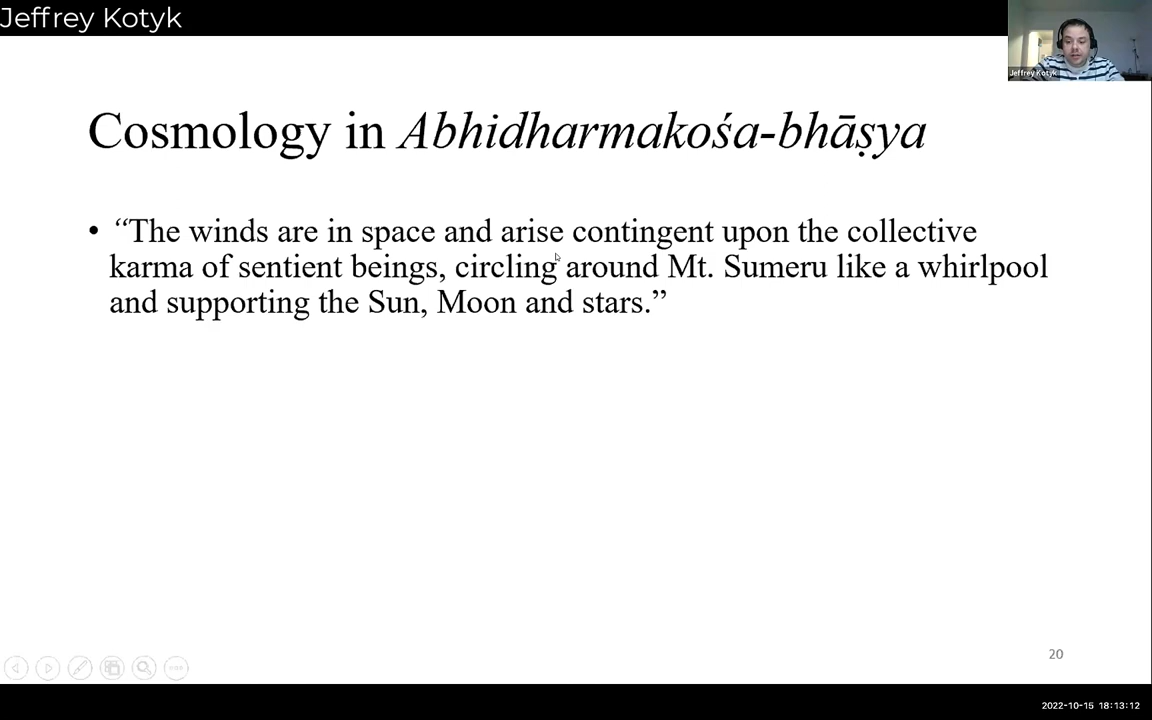 Jeffrey Kotyk
Jeffrey Kotyk
Cosmology in Abhidharmakośa-bhāṣya
• “The winds are in space and arise contingent upon the collective
karma of sentient beings, circling around Mt. Sumeru like a whirlpool
and supporting the Sun, Moon and stars.”
20
2022-10-15 18:13:12